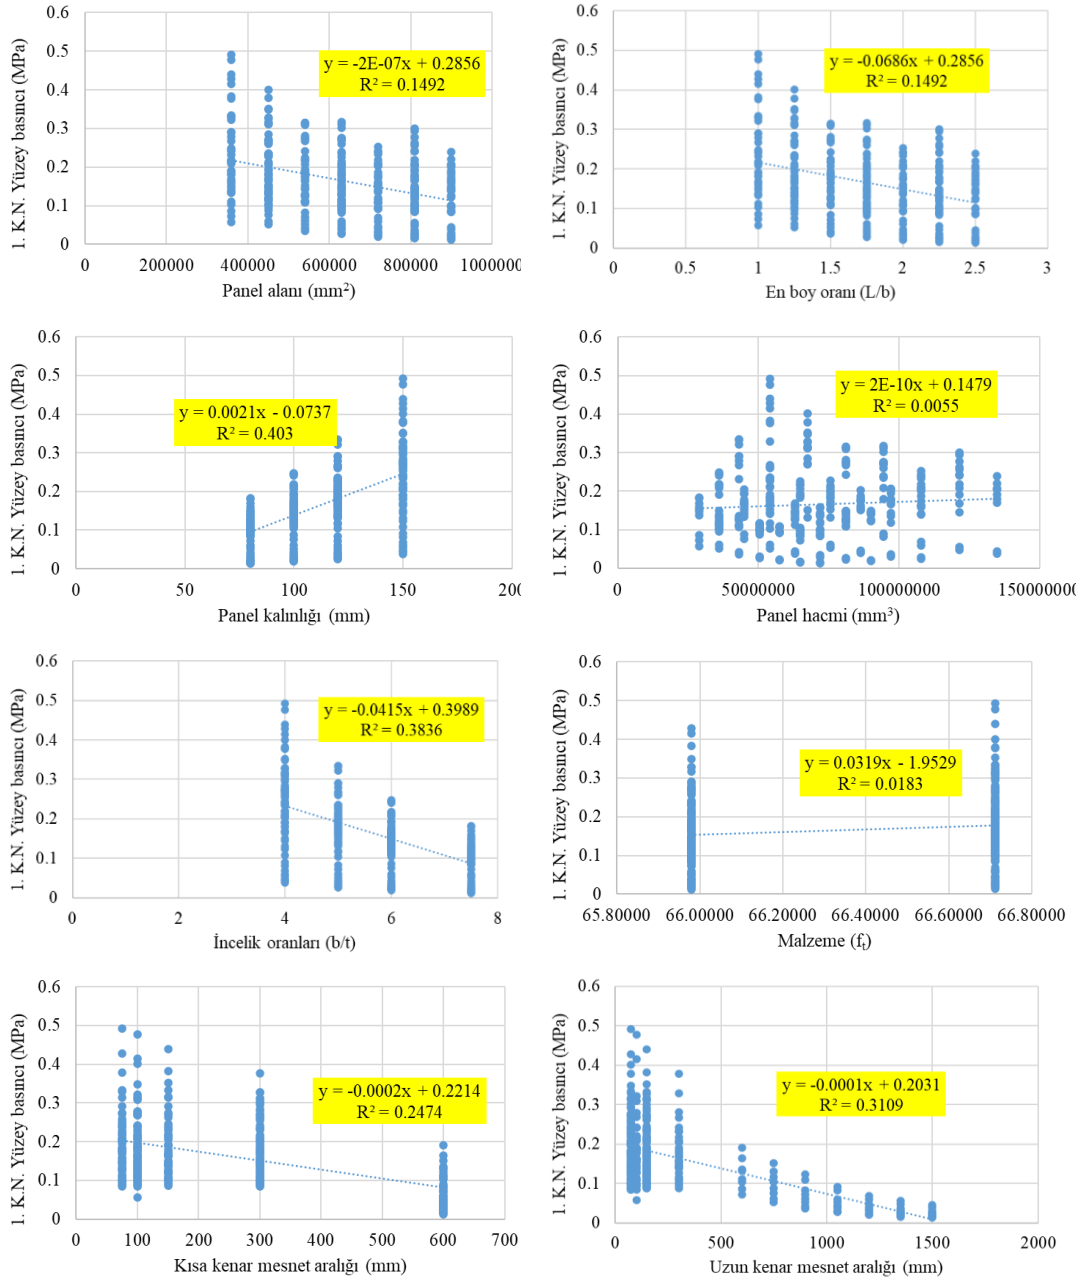 1. K.N. Yüzey basıncı (MPa)
0.6
0.5
0.4
0.3
0.2
0.1
0
y = -2E-07x + 0.2856
R² = 0.1492
0 200000 400000 600000 800000 1000000
Panel alanı (mm²)
1. K.N. Yüzey basıncı (MPa)
0.6
0.5
0.4
0.3
0.2
0.1
0
y = -0.0686x + 0.2856
R² = 0.1492
0 0.5 1 1.5 2 2.5 3
En boy oranı (L/b)
1. K.N. Yüzey basıncı (MPa)
0.6
0.5
0.4
0.3
0.2
0.1
0
y = 0.0021x - 0.0737
R² = 0.403
0 50 100 150 200
Panel kalınlığı (mm)
1. K.N. Yüzey basıncı (MPa)
0.6
0.5
0.4
0.3
0.2
0.1
0
y = 2E-10x + 0.1479
R² = 0.0055
0 50000000 100000000 150000000
Panel hacmi (mm³)
1. K.N. Yüzey basıncı (MPa)
0.6
0.5
0.4
0.3
0.2
0.1
0
y = -0.0415x + 0.3989
R² = 0.3836
0 2 4 6 8
İncelik oranları (b/t)
1. K.N. Yüzey basıncı (MPa)
0.6
0.5
0.4
0.3
0.2
0.1
0
y = 0.0319x - 1.9529
R² = 0.0183
65.80000 66.00000 66.20000 66.40000 66.60000 66.80000
Malzeme (fₜ)
1. K.N. Yüzey basıncı (MPa)
0.6
0.5
0.4
0.3
0.2
0.1
0
y = -0.0002x + 0.2214
R² = 0.2474
0 100 200 300 400 500 600 700
Kısa kenar mesnet aralığı (mm)
1. K.N. Yüzey basıncı (MPa)
0.6
0.5
0.4
0.3
0.2
0.1
0
y = -0.0001x + 0.2031
R² = 0.3109
0 500 1000 1500 2000
Uzun kenar mesnet aralığı (mm)